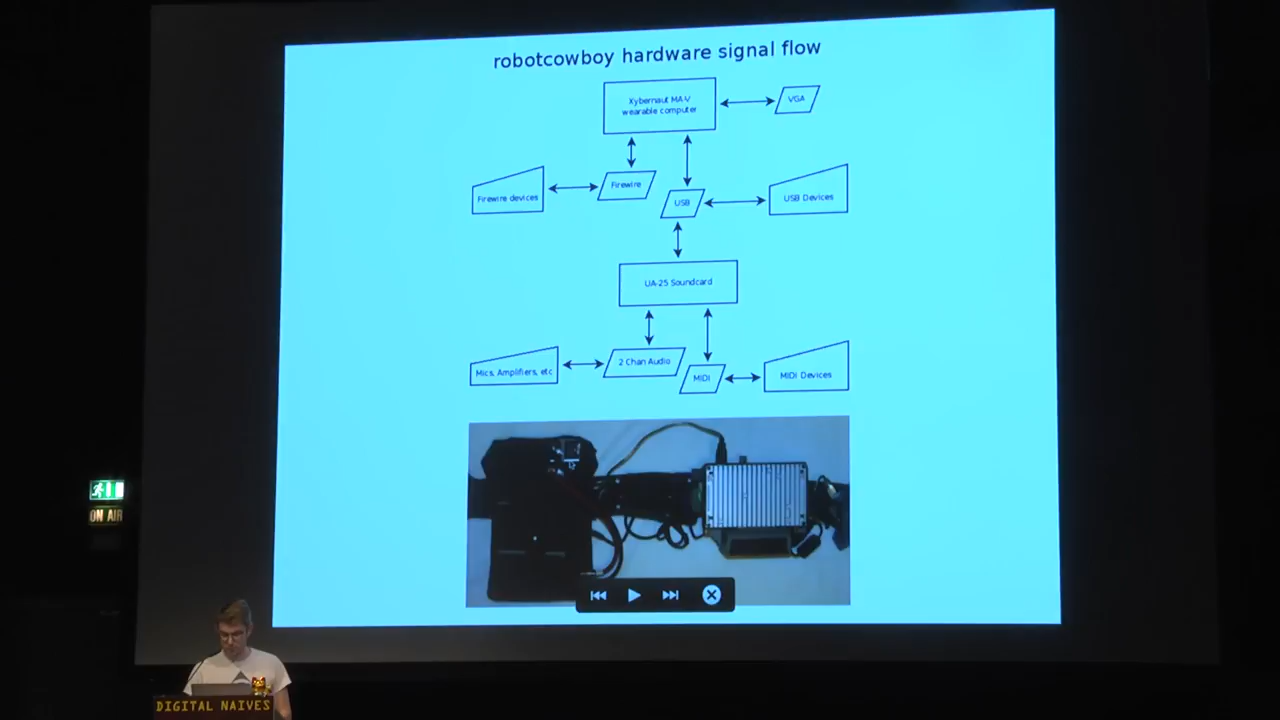 robotcowboy hardware signal flow
Xybernaut MA-V
wearable computer
VGA
Firewire devices
Firewire
USB
USB Devices
UA-25 Soundcard
Mics, Amplifiers, etc
2 Chan Audio
MIDI
MIDI Devices
ON AIR
DIGITAL NAIVES